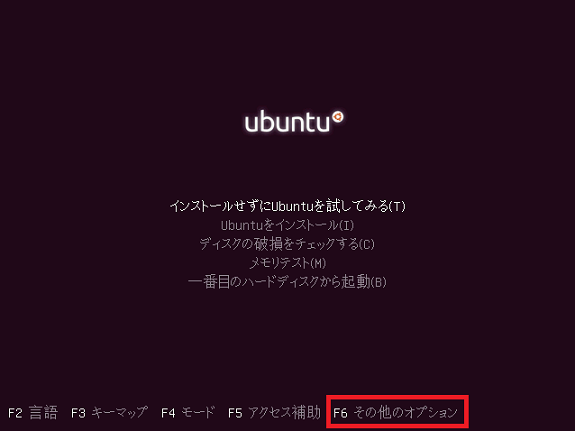 ubuntu
インストールせずにUbuntuを試してみる(T)
Ubuntuをインストール(I)
ディスクの破損をチェックする(C)
メモリテスト(M)
一番目のハードディスクから起動(B)
F2 言語 F3 キーマップ F4 モード F5 アクセス補助 F6 その他のオプション